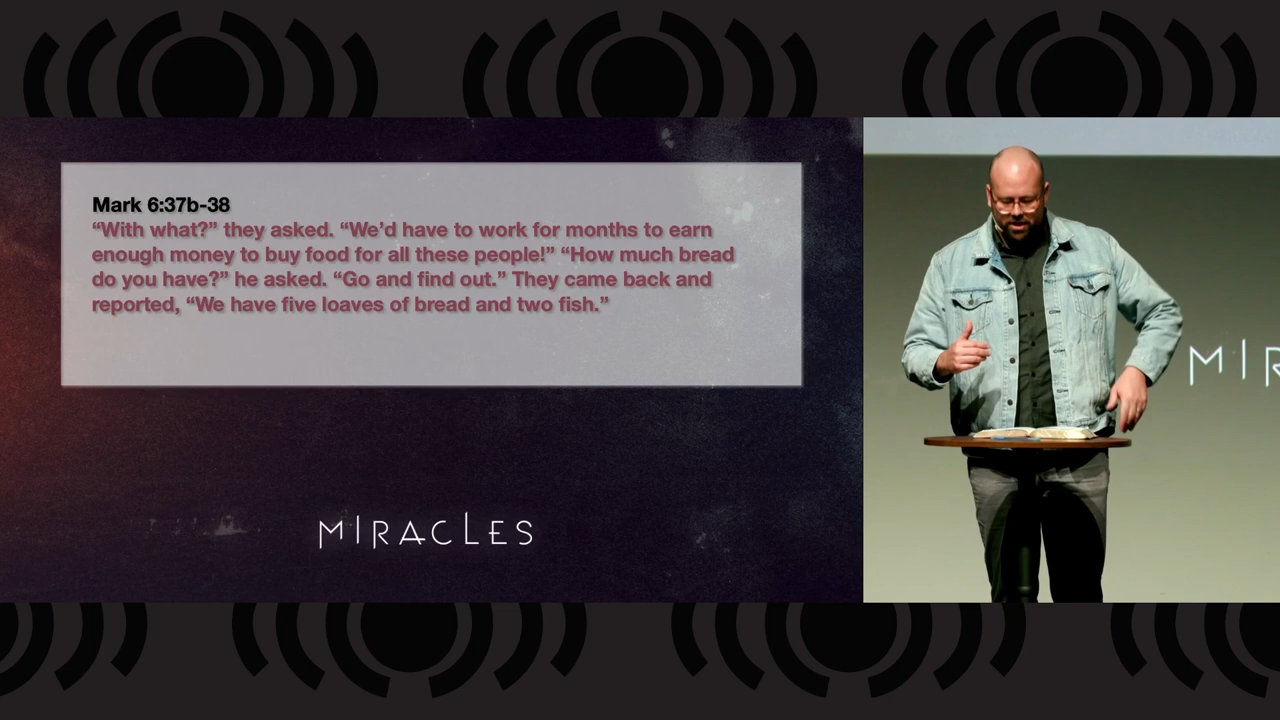 Mark 6:37b-38
“With what?” they asked. “We’d have to work for months to earn
enough money to buy food for all these people!” “How much bread
do you have?” he asked. “Go and find out.” They came back and
reported, “We have five loaves of bread and two fish.”
MIRACLES
MIR